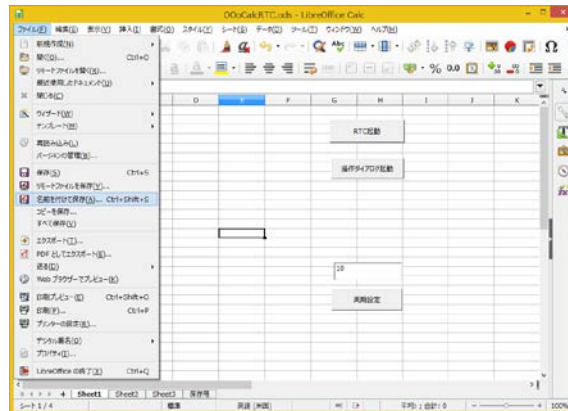 OOoCalcRTC.ods - LibreOffice Calc
ファイル(F) 編集(E) 表示(V) 挿入(I) 書式(O) スタイル(Y) シート(S) データ(D) ツール(T) ウィンドウ(W) ヘルプ(H)
新規作成(N)
開く(O)... Ctrl+O
リモートファイルを開く(R)...
最近使用したドキュメント(U)
閉じる(C)
ウィザード(W)
テンプレート(M)
再読み込み(L)
バージョンの管理(B)...
保存(S) Ctrl+S
リモートファイルを保存(V)...
名前を付けて保存(A)... Ctrl+Shift+S
コピーを保存...
すべて保存(V)
エクスポート(T)...
PDF としてエクスポート(E)...
送る(D)
Web ブラウザーでプレビュー(K)
印刷プレビュー(E) Ctrl+Shift+O
印刷(P)... Ctrl+P
プリンターの設定(R)...
デジタル署名(O)
プロパティ(I)...
LibreOffice の終了(X) Ctrl+Q
% 0.0
D E F G H I J K
RTC起動
操作ダイアログ起動
10
周期設定
Sheet1 Sheet2 Sheet3 保存用
シート 1 / 4 標準 英語 (米国) 平均: ; 合計: 0 100%